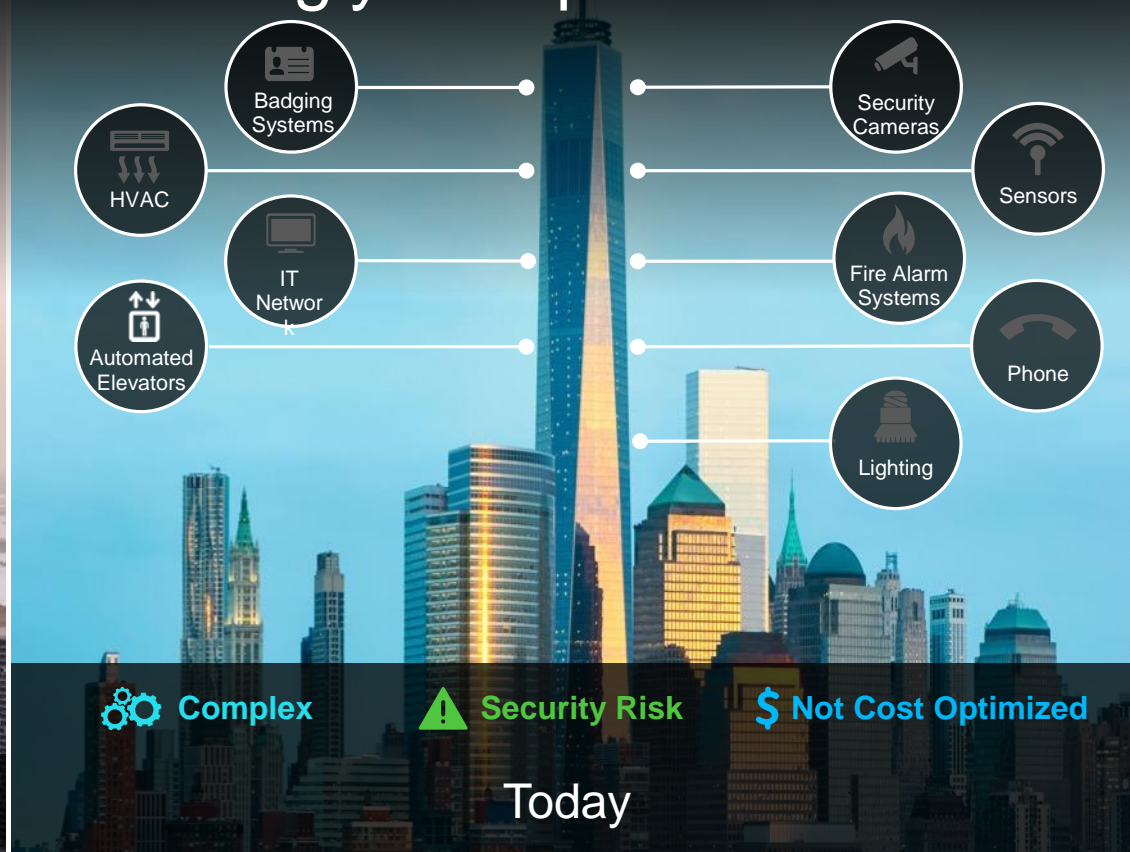 Badging
Systems
Security
Cameras
HVAC
Sensors
IT
Networ
k
Fire Alarm
Systems
Automated
Elevators
Phone
Lighting
Complex
Security Risk
$ Not Cost Optimized
Today